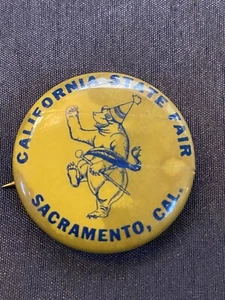 CALIFORNIA STATE FAIR
SACRAMENTO, CAL.